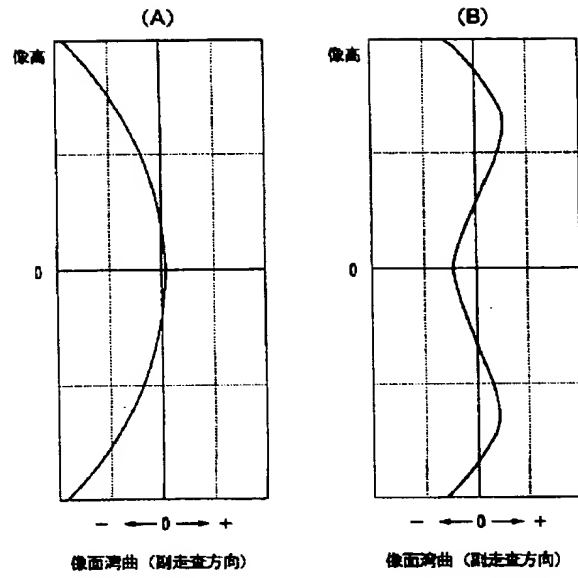 (A) (B)
像高 像高
0 0
− ← 0 → + − ← 0 → +
像面湾曲 (副走査方向) 像面湾曲 (副走査方向)